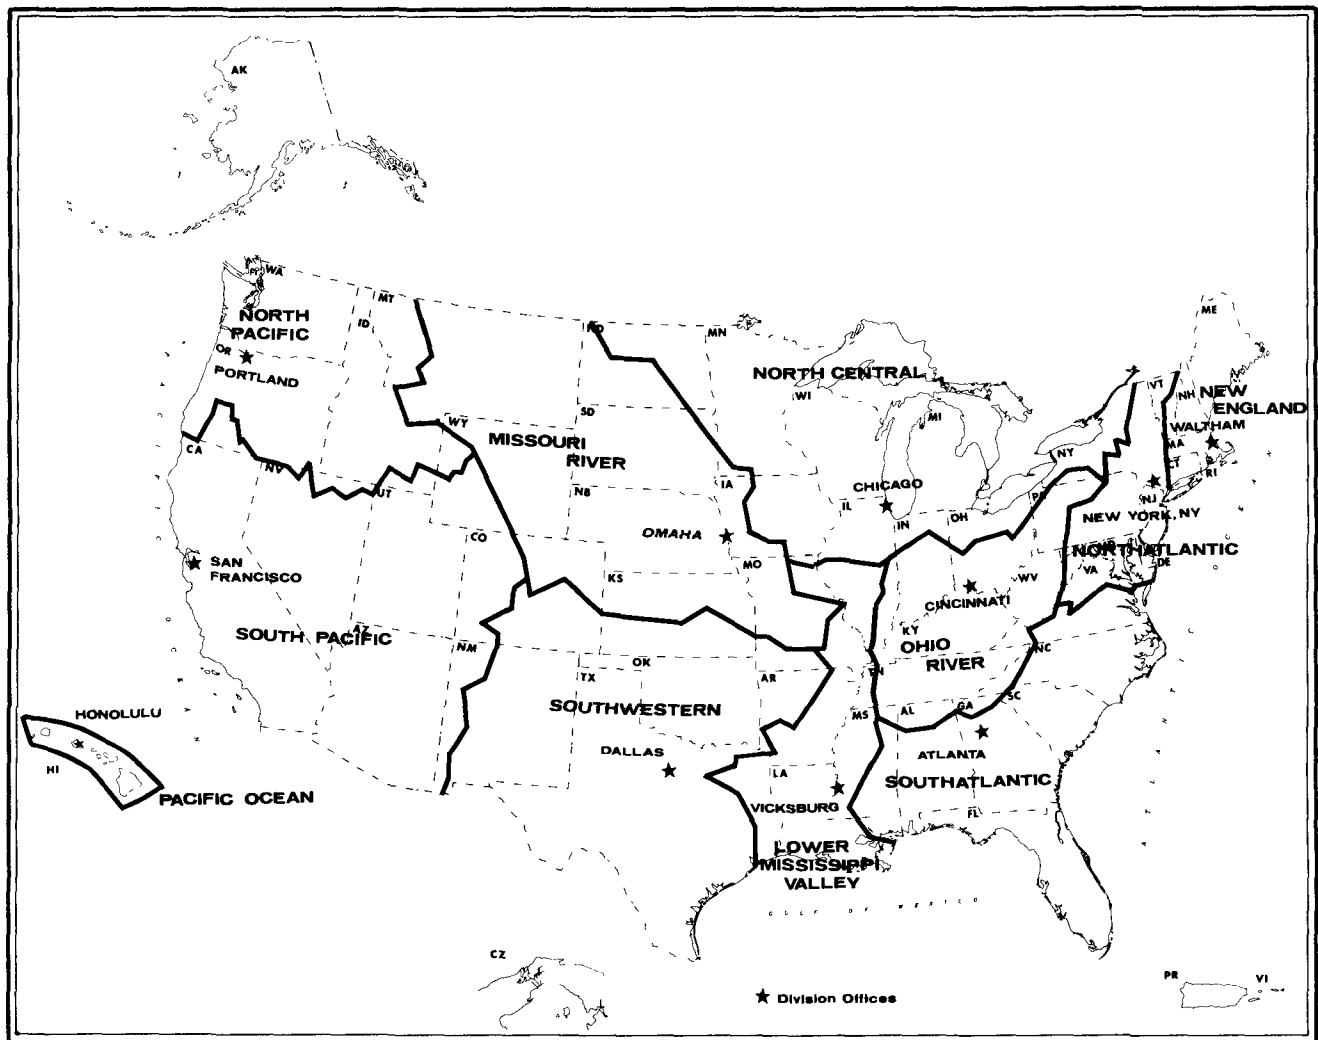 AK
WA
NORTH
PACIFIC
MT
ID
OR
PORTLAND
ND
MN
NORTH CENTRAL
ME
VT
NH
NEW
ENGLAND
WALTHAM
MA
CT
RI
WI
MI
NY
CA
NV
UT
WY
SD
MISSOURI
RIVER
NB
IA
CHICAGO
IL
IN
OH
NJ
NEW YORK, NY
NORTHATLANTIC
DE
VA
WV
OMAHA
CO
KS
MO
CINCINNATI
SAN
FRANCISCO
SOUTH PACIFIC
AZ
NM
OK
TX
AR
KY
OHIO
RIVER
TN
NC
SC
GA
AL
MS
SOUTHWESTERN
DALLAS
ATLANTA
SOUTHATLANTIC
LA
VICKSBURG
FL
LOWER
MISSISSIPPI
VALLEY
GULF OF MEXICO
HONOLULU
HI
PACIFIC OCEAN
CZ
PR
VI
★ Division Offices